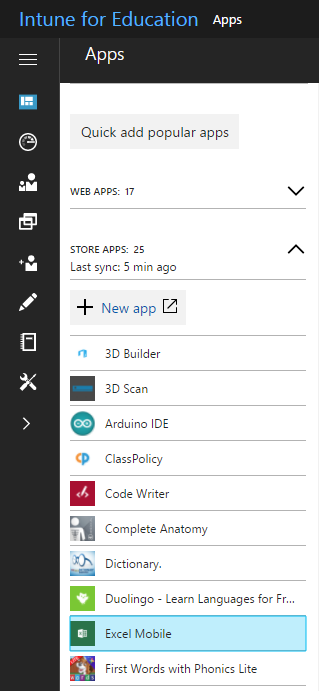 Intune for Education Apps
Apps
Quick add popular apps
WEB APPS: 17
STORE APPS: 25
Last sync: 5 min ago
New app
3D Builder
3D Scan
Arduino IDE
ClassPolicy
Code Writer
Complete Anatomy
Dictionary.
Duolingo - Learn Languages for Fr...
Excel Mobile
First Words with Phonics Lite